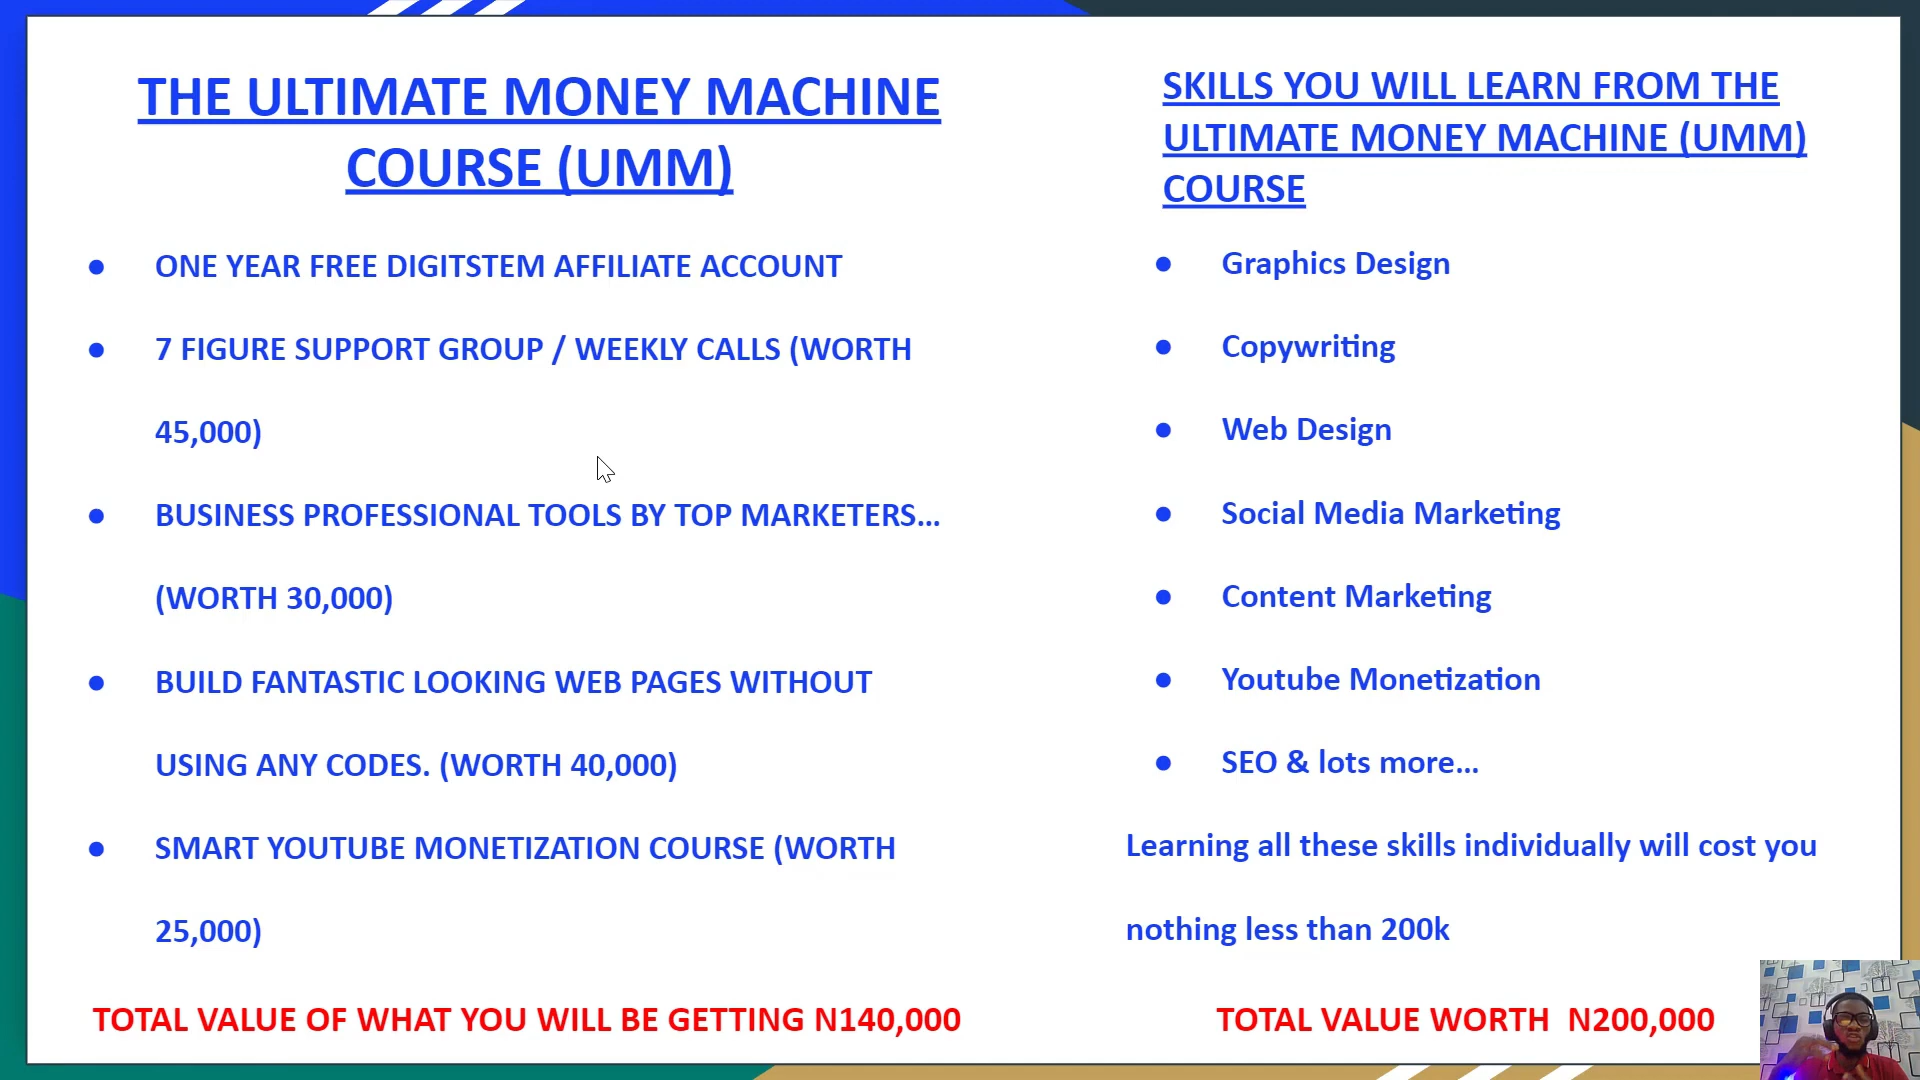 THE ULTIMATE MONEY MACHINE
COURSE (UMM)
● ONE YEAR FREE DIGITSTEM AFFILIATE ACCOUNT
● 7 FIGURE SUPPORT GROUP / WEEKLY CALLS (WORTH
45,000)
● BUSINESS PROFESSIONAL TOOLS BY TOP MARKETERS...
(WORTH 30,000)
● BUILD FANTASTIC LOOKING WEB PAGES WITHOUT
USING ANY CODES. (WORTH 40,000)
● SMART YOUTUBE MONETIZATION COURSE (WORTH
25,000)
TOTAL VALUE OF WHAT YOU WILL BE GETTING N140,000
SKILLS YOU WILL LEARN FROM THE
ULTIMATE MONEY MACHINE (UMM)
COURSE
● Graphics Design
● Copywriting
● Web Design
● Social Media Marketing
● Content Marketing
● Youtube Monetization
● SEO & lots more...
Learning all these skills individually will cost you
nothing less than 200k
TOTAL VALUE WORTH N200,000